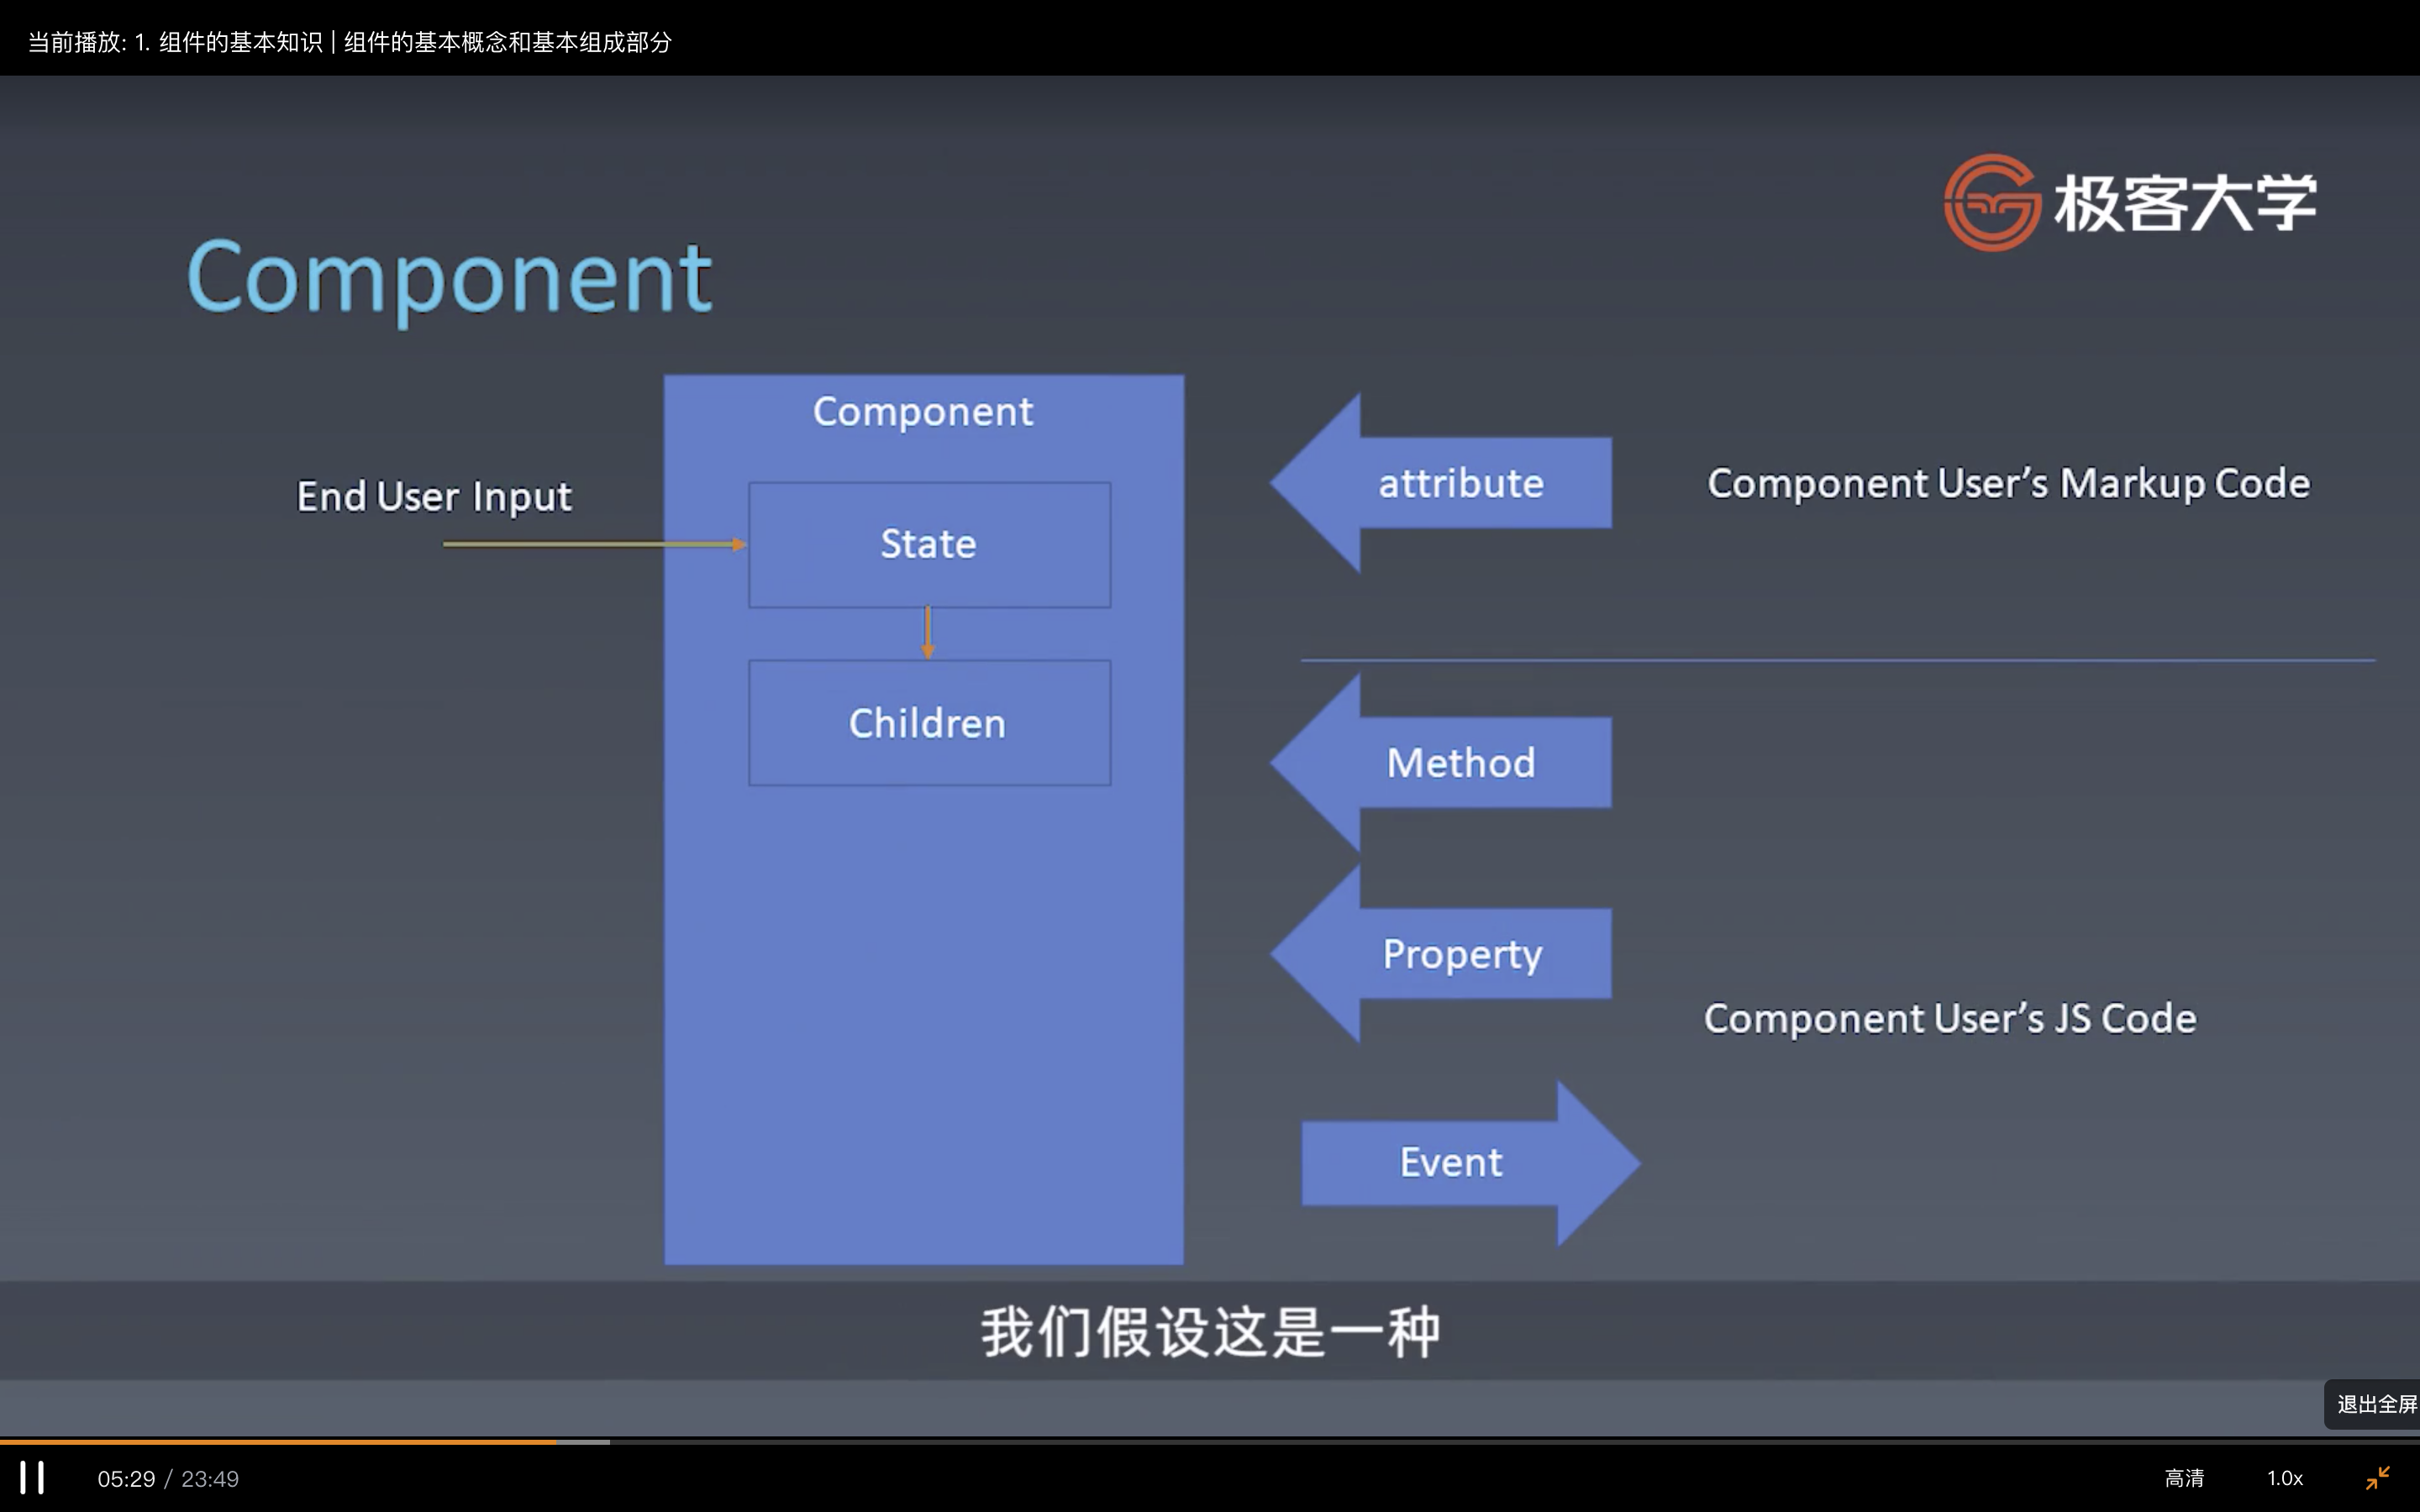 当前播放: 1. 组件的基本知识 | 组件的基本概念和基本组成部分
极客大学
Component
Component
End User Input
State
Children
attribute
Component User’s Markup Code
Method
Property
Component User’s JS Code
Event
我们假设这是一种
退出全屏
05:29 / 23:49
高清
1.0x